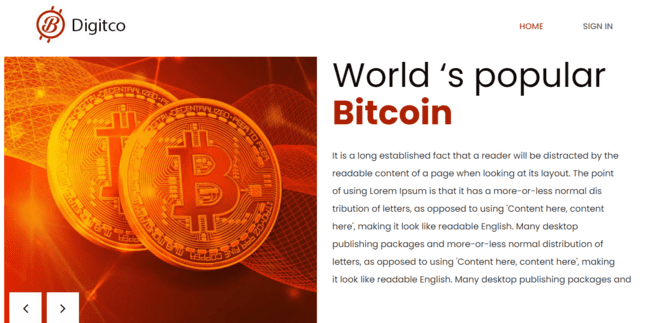 Digitco
HOME
SIGN IN
World ‘s popular
Bitcoin
It is a long established fact that a reader will be distracted by the
readable content of a page when looking at its layout. The point
of using Lorem Ipsum is that it has a more-or-less normal dis
tribution of letters, as opposed to using 'Content here, content
here', making it look like readable English. Many desktop
publishing packages and more-or-less normal distribution of
letters, as opposed to using 'Content here, content here', making
it look like readable English. Many desktop publishing packages and